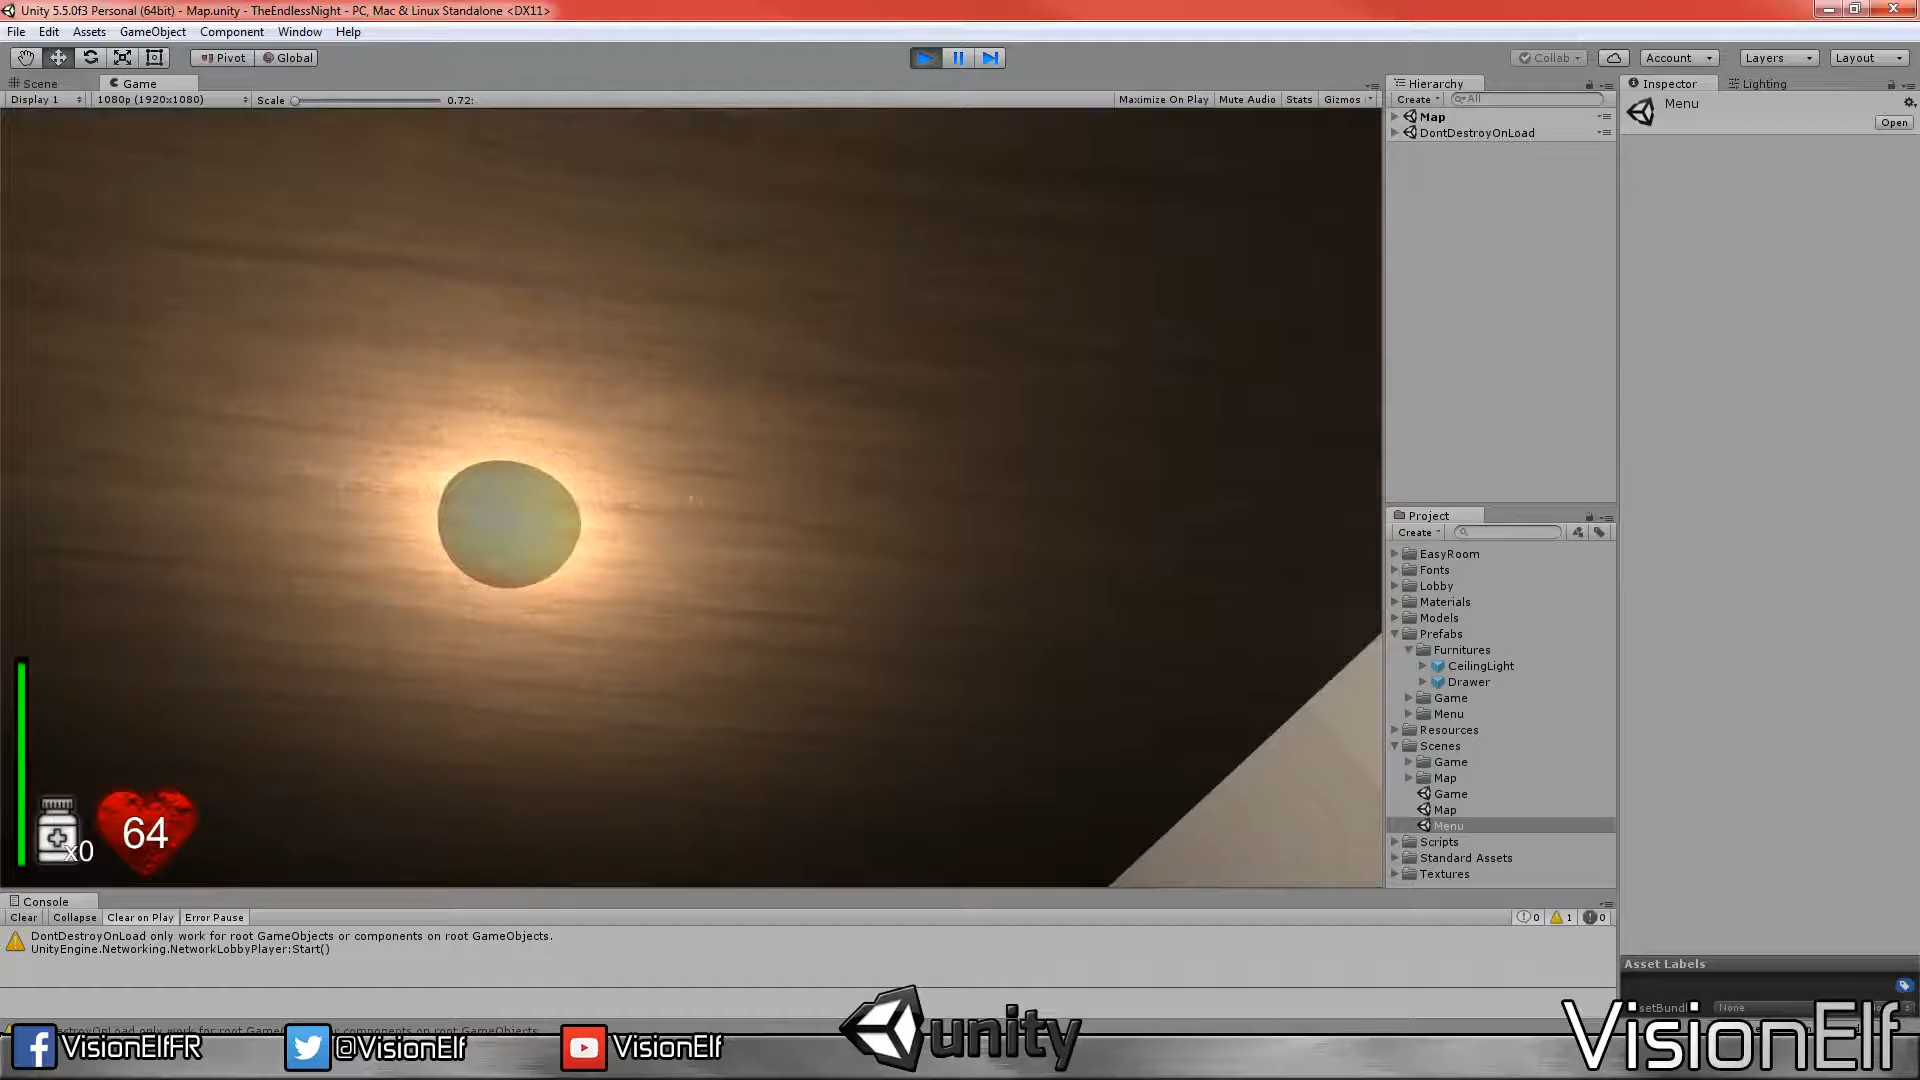 Unity 5.5.0f3 Personal (64bit) - Map.unity - TheEndlessNight - PC, Mac & Linux Standalone <DX11>
File Edit Assets GameObject Component Window Help
Pivot Global Collab Account Layers Layout
Scene Game
Display 1 1080p (1920x1080) Scale 0.72: Maximize On Play Mute Audio Stats Gizmos
Hierarchy
Create All
Map
DontDestroyOnLoad
Inspector Lighting
Menu
Open
Project
Create
EasyRoom
Fonts
Lobby
Materials
Models
Prefabs
Furnitures
CeilingLight
Drawer
Game
Menu
Resources
Scenes
Game
Map
Game
Map
Menu
Scripts
Standard Assets
Textures
64
x0
Console
Clear Collapse Clear on Play Error Pause 0 1 0
DontDestroyOnLoad only work for root GameObjects or components on root GameObjects.
UnityEngine.Networking.NetworkLobbyPlayer:Start()
Asset Labels
None
VisionElfFR @VisionElf VisionElf unity VisionElf